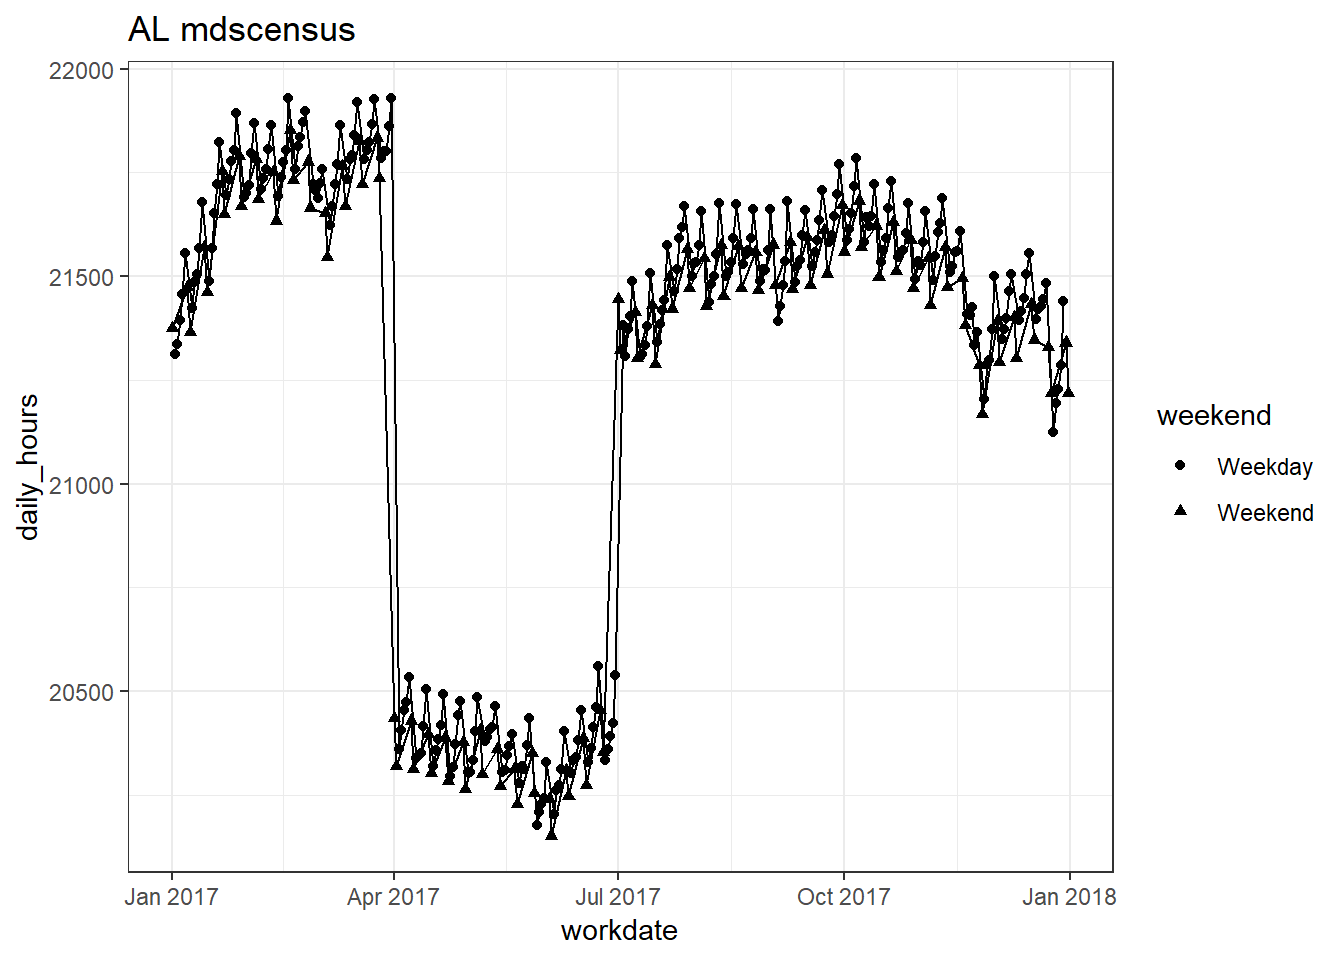 AL mdscensus
22000
21500
21000
20500
daily_hours
Jan 2017
Apr 2017
Jul 2017
Oct 2017
Jan 2018
workdate
weekend
Weekday
Weekend